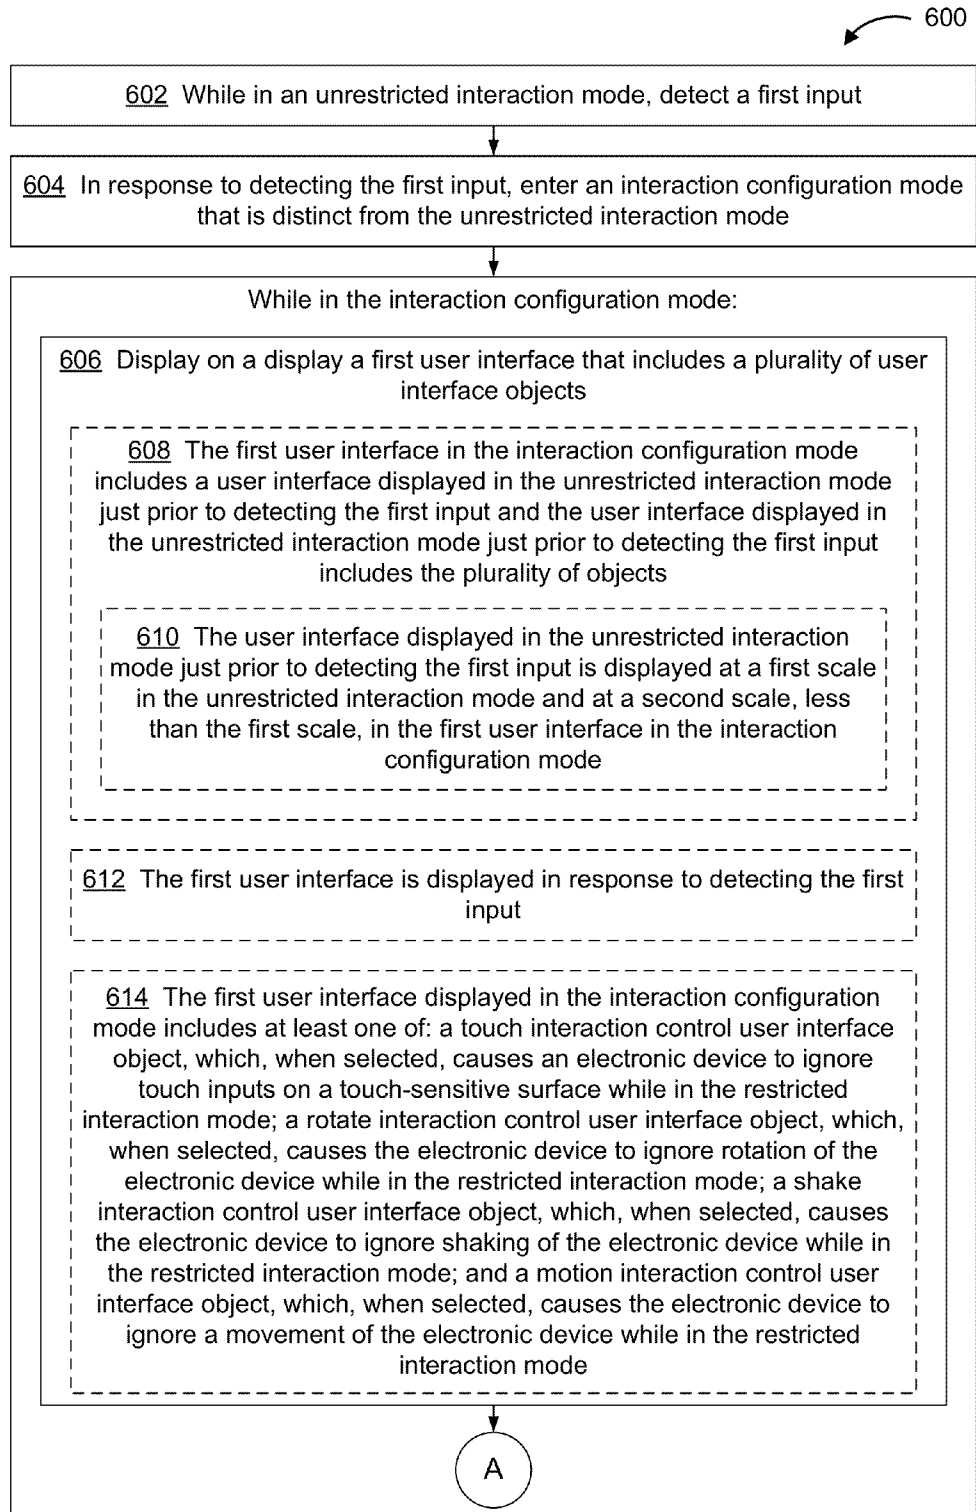 600
602 While in an unrestricted interaction mode, detect a first input
604 In response to detecting the first input, enter an interaction configuration mode
that is distinct from the unrestricted interaction mode
While in the interaction configuration mode:
606 Display on a display a first user interface that includes a plurality of user
interface objects
608 The first user interface in the interaction configuration mode
includes a user interface displayed in the unrestricted interaction mode
just prior to detecting the first input and the user interface displayed in
the unrestricted interaction mode just prior to detecting the first input
includes the plurality of objects
610 The user interface displayed in the unrestricted interaction
mode just prior to detecting the first input is displayed at a first scale
in the unrestricted interaction mode and at a second scale, less
than the first scale, in the first user interface in the interaction
configuration mode
612 The first user interface is displayed in response to detecting the first
input
614 The first user interface displayed in the interaction configuration
mode includes at least one of: a touch interaction control user interface
object, which, when selected, causes an electronic device to ignore
touch inputs on a touch-sensitive surface while in the restricted
interaction mode; a rotate interaction control user interface object, which,
when selected, causes the electronic device to ignore rotation of the
electronic device while in the restricted interaction mode; a shake
interaction control user interface object, which, when selected, causes
the electronic device to ignore shaking of the electronic device while in
the restricted interaction mode; and a motion interaction control user
interface object, which, when selected, causes the electronic device to
ignore a movement of the electronic device while in the restricted
interaction mode
A